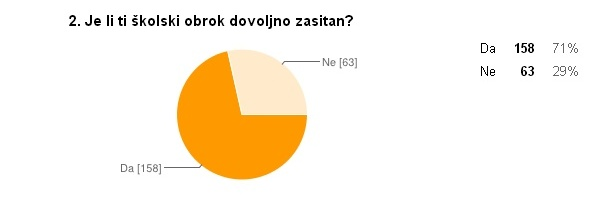 2. Je li ti školski obrok dovoljno zasitan?
Da 158 71%
Ne [63]
Ne 63 29%
Da [158]